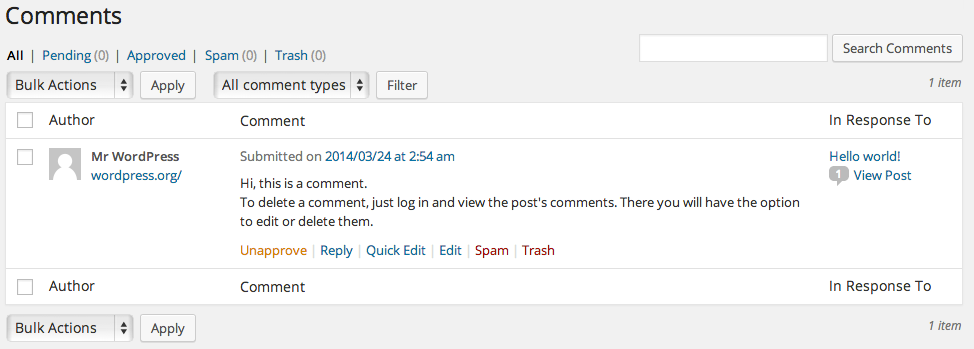 Comments
All | Pending (0) | Approved | Spam (0) | Trash (0)
Search Comments
Bulk Actions Apply All comment types Filter 1 item
Author Comment In Response To
Mr WordPress Submitted on 2014/03/24 at 2:54 am Hello world!
wordpress.org/ 1 View Post
Hi, this is a comment.
To delete a comment, just log in and view the post's comments. There you will have the option
to edit or delete them.
Unapprove | Reply | Quick Edit | Edit | Spam | Trash
Author Comment In Response To
Bulk Actions Apply 1 item